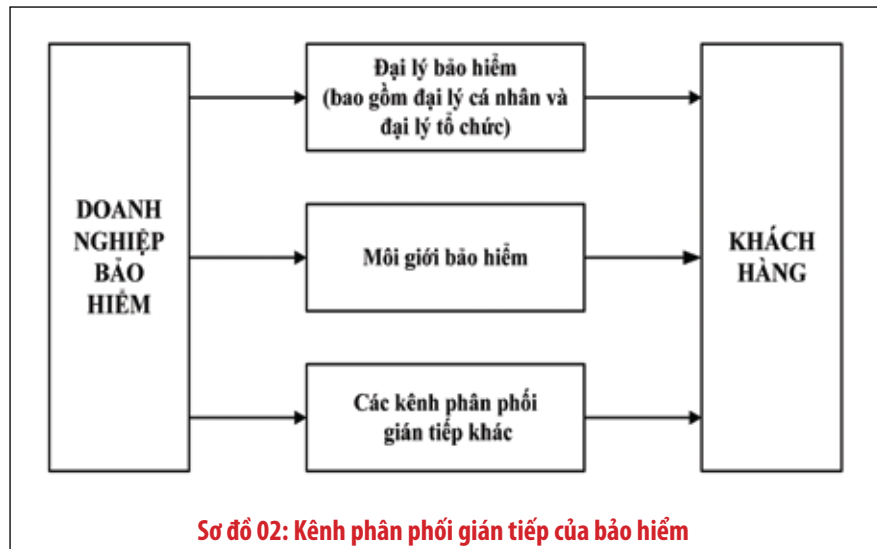 DOANH
NGHIỆP
BẢO
HIỂM
Đại lý bảo hiểm
(bao gồm đại lý cá nhân và
đại lý tổ chức)
Môi giới bảo hiểm
Các kênh phân phối
gián tiếp khác
KHÁCH
HÀNG
Sơ đồ 02: Kênh phân phối gián tiếp của bảo hiểm